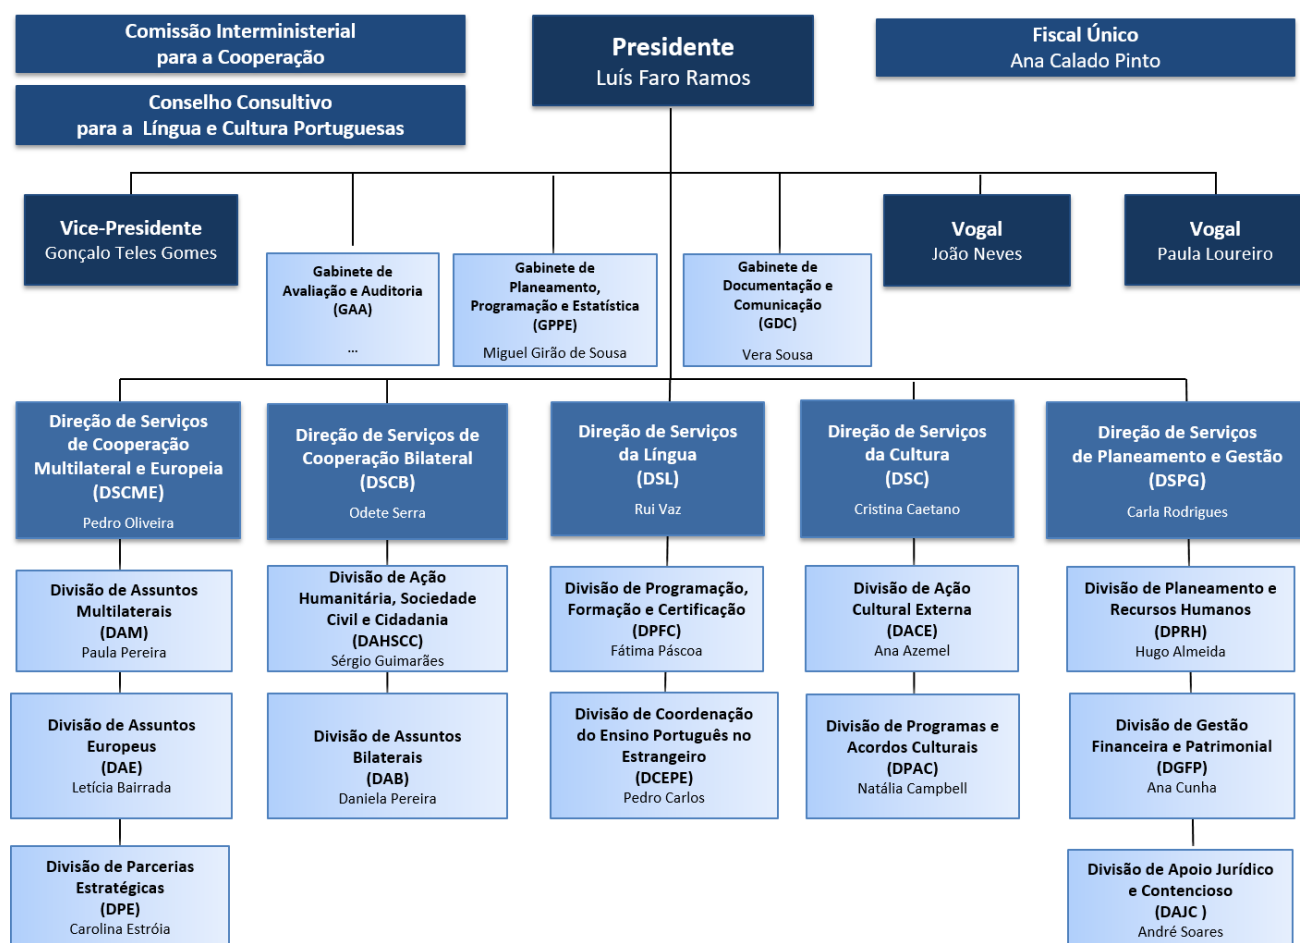 Comissão Interministerial
para a Cooperação
Conselho Consultivo
para a Língua e Cultura Portuguesas
Presidente
Luís Faro Ramos
Fiscal Único
Ana Calado Pinto
Vice-Presidente
Gonçalo Teles Gomes
Gabinete de
Avaliação e Auditoria
(GAA)
...
Gabinete de
Planeamento,
Programação e Estatística
(GPPE)
Miguel Girão de Sousa
Gabinete de
Documentação e
Comunicação
(GDC)
Vera Sousa
Vogal
João Neves
Vogal
Paula Loureiro
Direção de Serviços
de Cooperação
Multilateral e Europeia
(DSCME)
Pedro Oliveira
Direção de Serviços de
Cooperação Bilateral
(DSCB)
Odete Serra
Direção de Serviços
da Língua
(DSL)
Rui Vaz
Direção de Serviços
da Cultura
(DSC)
Cristina Caetano
Direção de Serviços
de Planeamento e Gestão
(DSPG)
Carla Rodrigues
Divisão de Assuntos
Multilaterais
(DAM)
Paula Pereira
Divisão de Ação
Humanitária, Sociedade
Civil e Cidadania
(DAHSCC)
Sérgio Guimarães
Divisão de Programação,
Formação e Certificação
(DPFC)
Fátima Páscoa
Divisão de Ação
Cultural Externa
(DACE)
Ana Azemel
Divisão de Planeamento e
Recursos Humanos
(DPRH)
Hugo Almeida
Divisão de Assuntos
Europeus
(DAE)
Letícia Bairrada
Divisão de Assuntos
Bilaterais
(DAB)
Daniela Pereira
Divisão de Coordenação
do Ensino Português no
Estrangeiro
(DCEPE)
Pedro Carlos
Divisão de Programas e
Acordos Culturais
(DPAC)
Natália Campbell
Divisão de Gestão
Financeira e Patrimonial
(DGFP)
Ana Cunha
Divisão de Parcerias
Estratégicas
(DPE)
Carolina Estróia
Divisão de Apoio Jurídico
e Contencioso
(DAJC )
André Soares